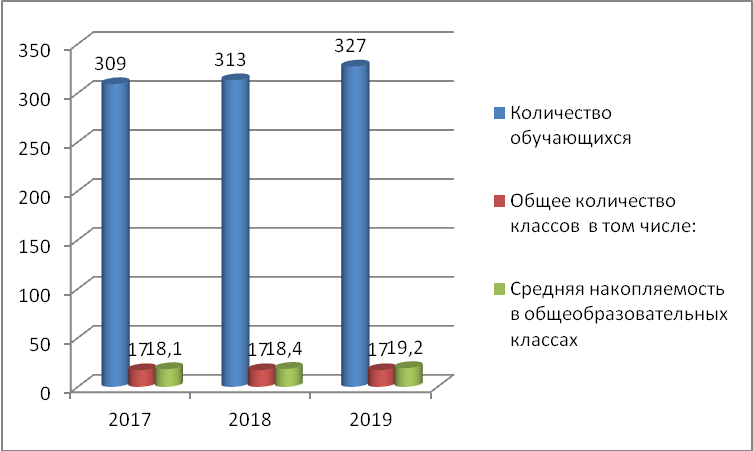 350
300
250
200
150
100
50
0
309
313
327
17 18,1
17 18,4
17 19,2
2017
2018
2019
Количество
обучающихся
Общее количество
классов в том числе:
Средняя накопляемость
в общеобразовательных
классах